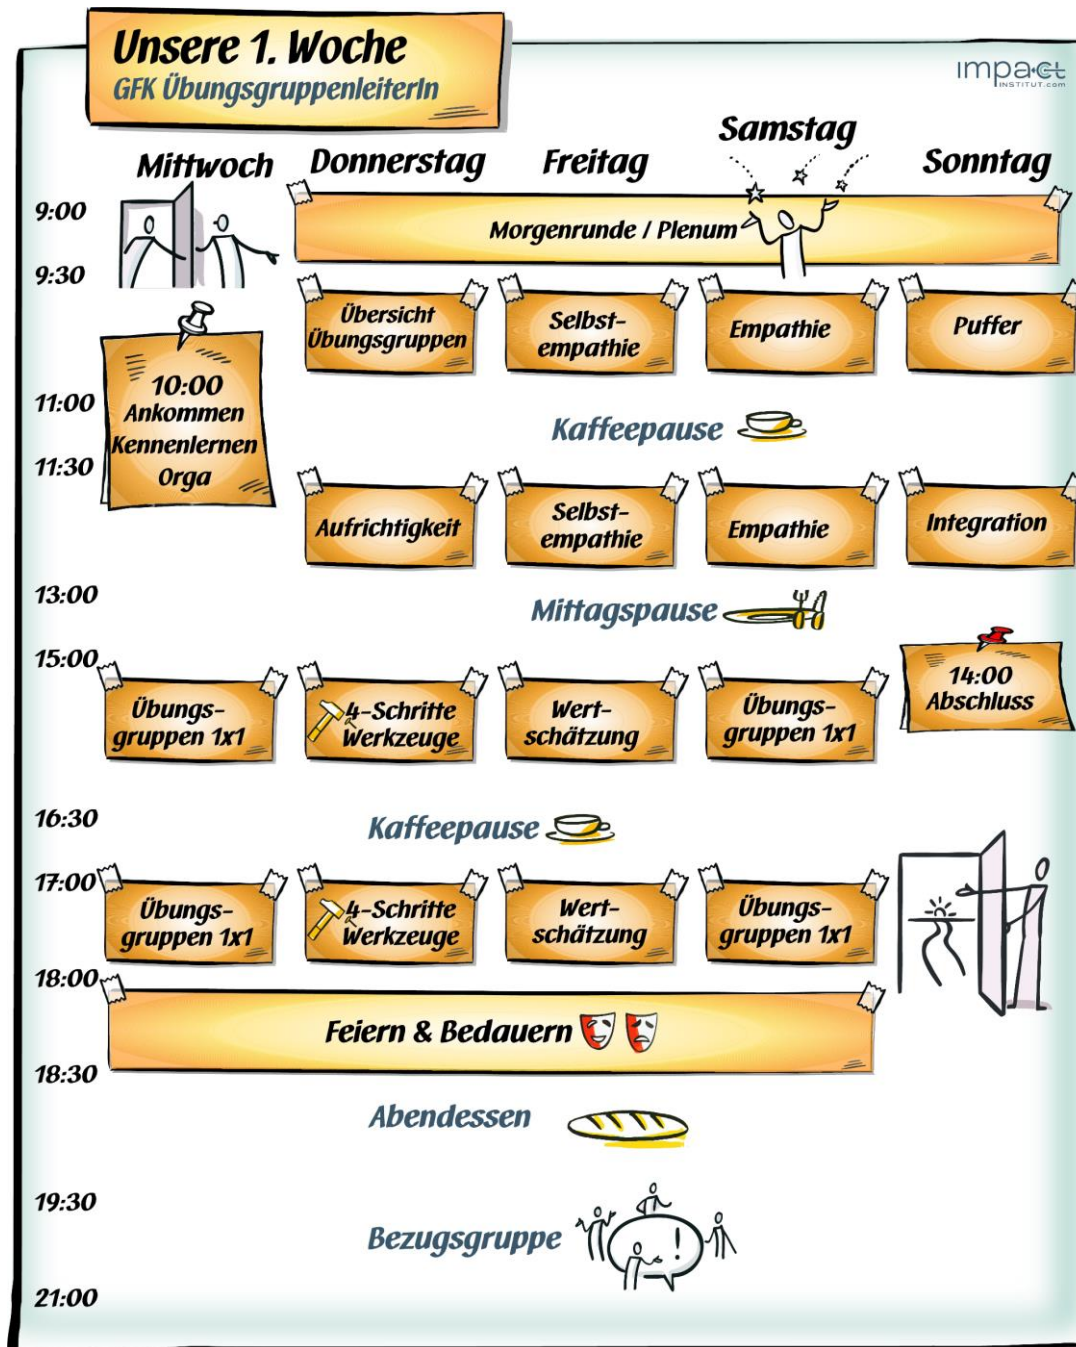 Unsere 1. Woche
GFK ÜbungsgruppenleiterIn
impact
INSTITUT.com
Mittwoch
Donnerstag
Freitag
Samstag
Sonntag
9:00
Morgenrunde / Plenum
9:30
Übersicht
Übungsgruppen
Selbst-
empathie
Empathie
Puffer
10:00
Ankommen
Kennenlernen
Orga
11:00
Kaffeepause
11:30
Aufrichtigkeit
Selbst-
empathie
Empathie
Integration
13:00
Mittagspause
15:00
14:00
Abschluss
Übungs-
gruppen 1x1
4-Schritte
Werkzeuge
Wert-
schätzung
Übungs-
gruppen 1x1
16:30
Kaffeepause
17:00
Übungs-
gruppen 1x1
4-Schritte
Werkzeuge
Wert-
schätzung
Übungs-
gruppen 1x1
18:00
Feiern & Bedauern
18:30
Abendessen
19:30
Bezugsgruppe
!
21:00